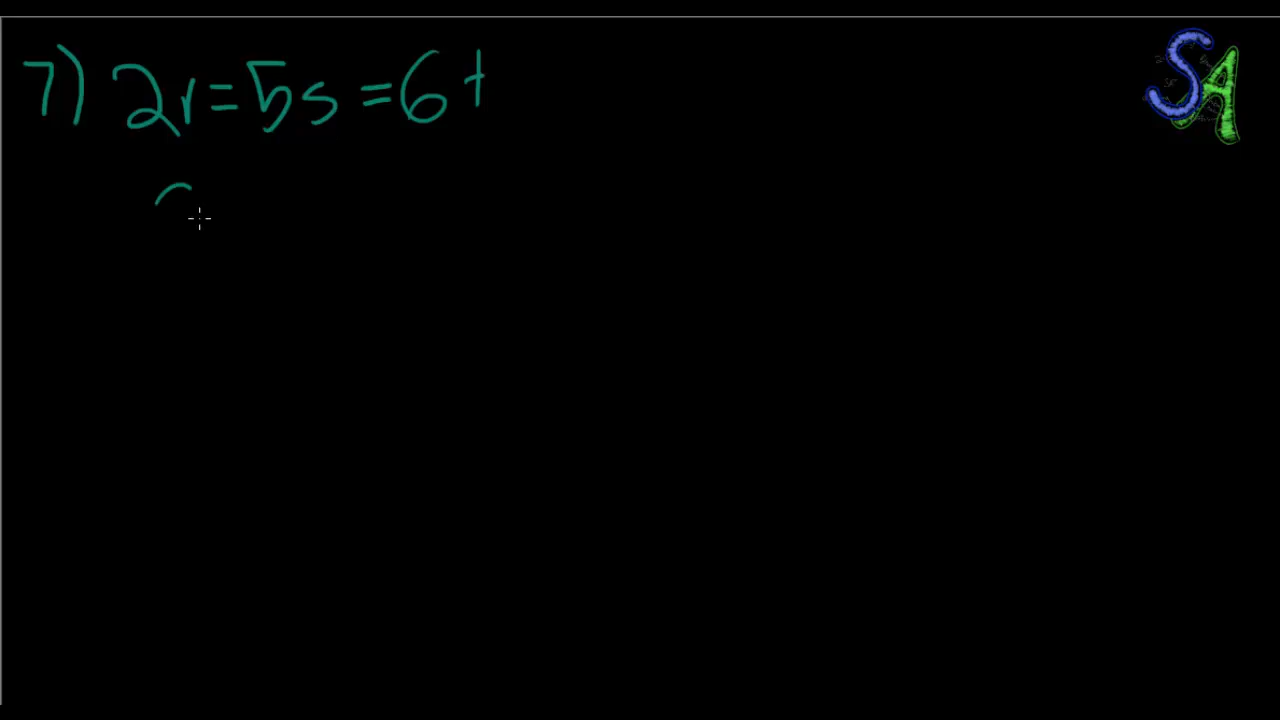 7) 2r = 5s = 6t
SA